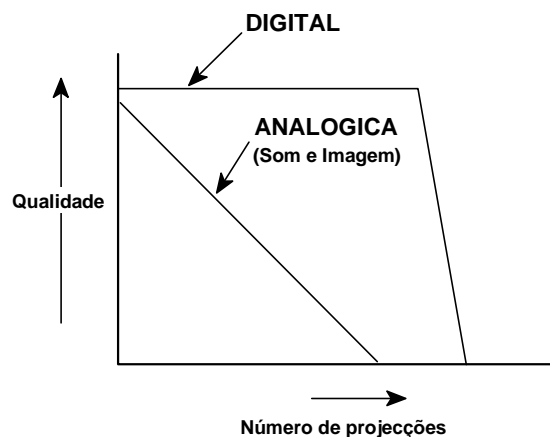 DIGITAL
ANALOGICA
(Som e Imagem)
Qualidade
Número de projecções